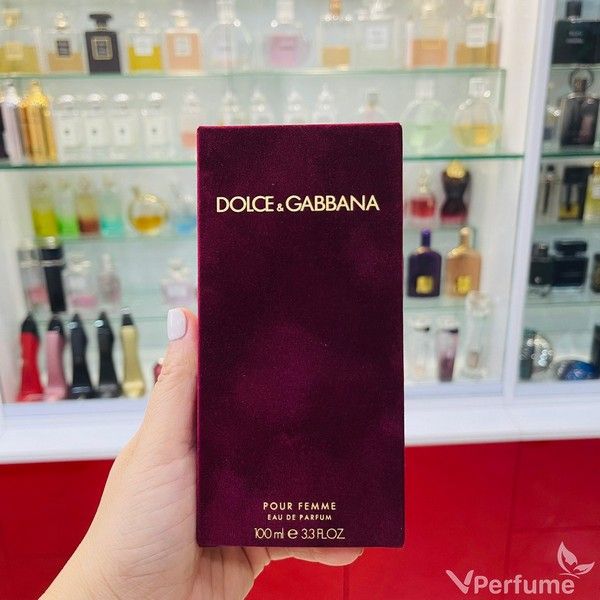 DOLCE & GABBANA
POUR FEMME
EAU DE PARFUM
100 ml e 3.3 FL.OZ.
VPerfume